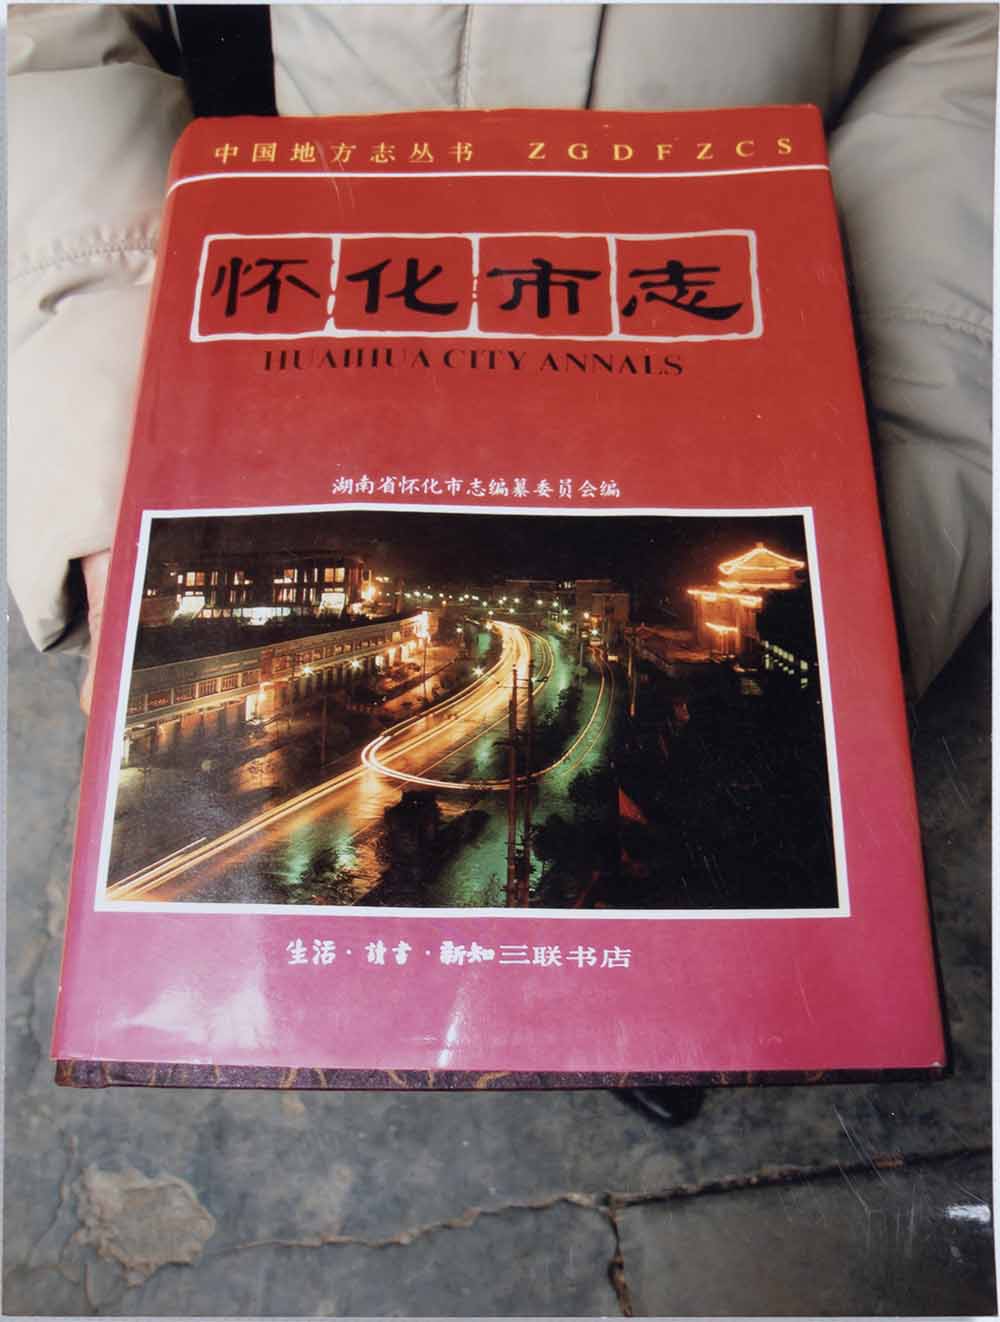 中国地方志丛书 ZGDFZCS
怀化市志
HUAIHUA CITY ANNALS
湖南省怀化市志编纂委员会编
生活·讀書·新知三联书店